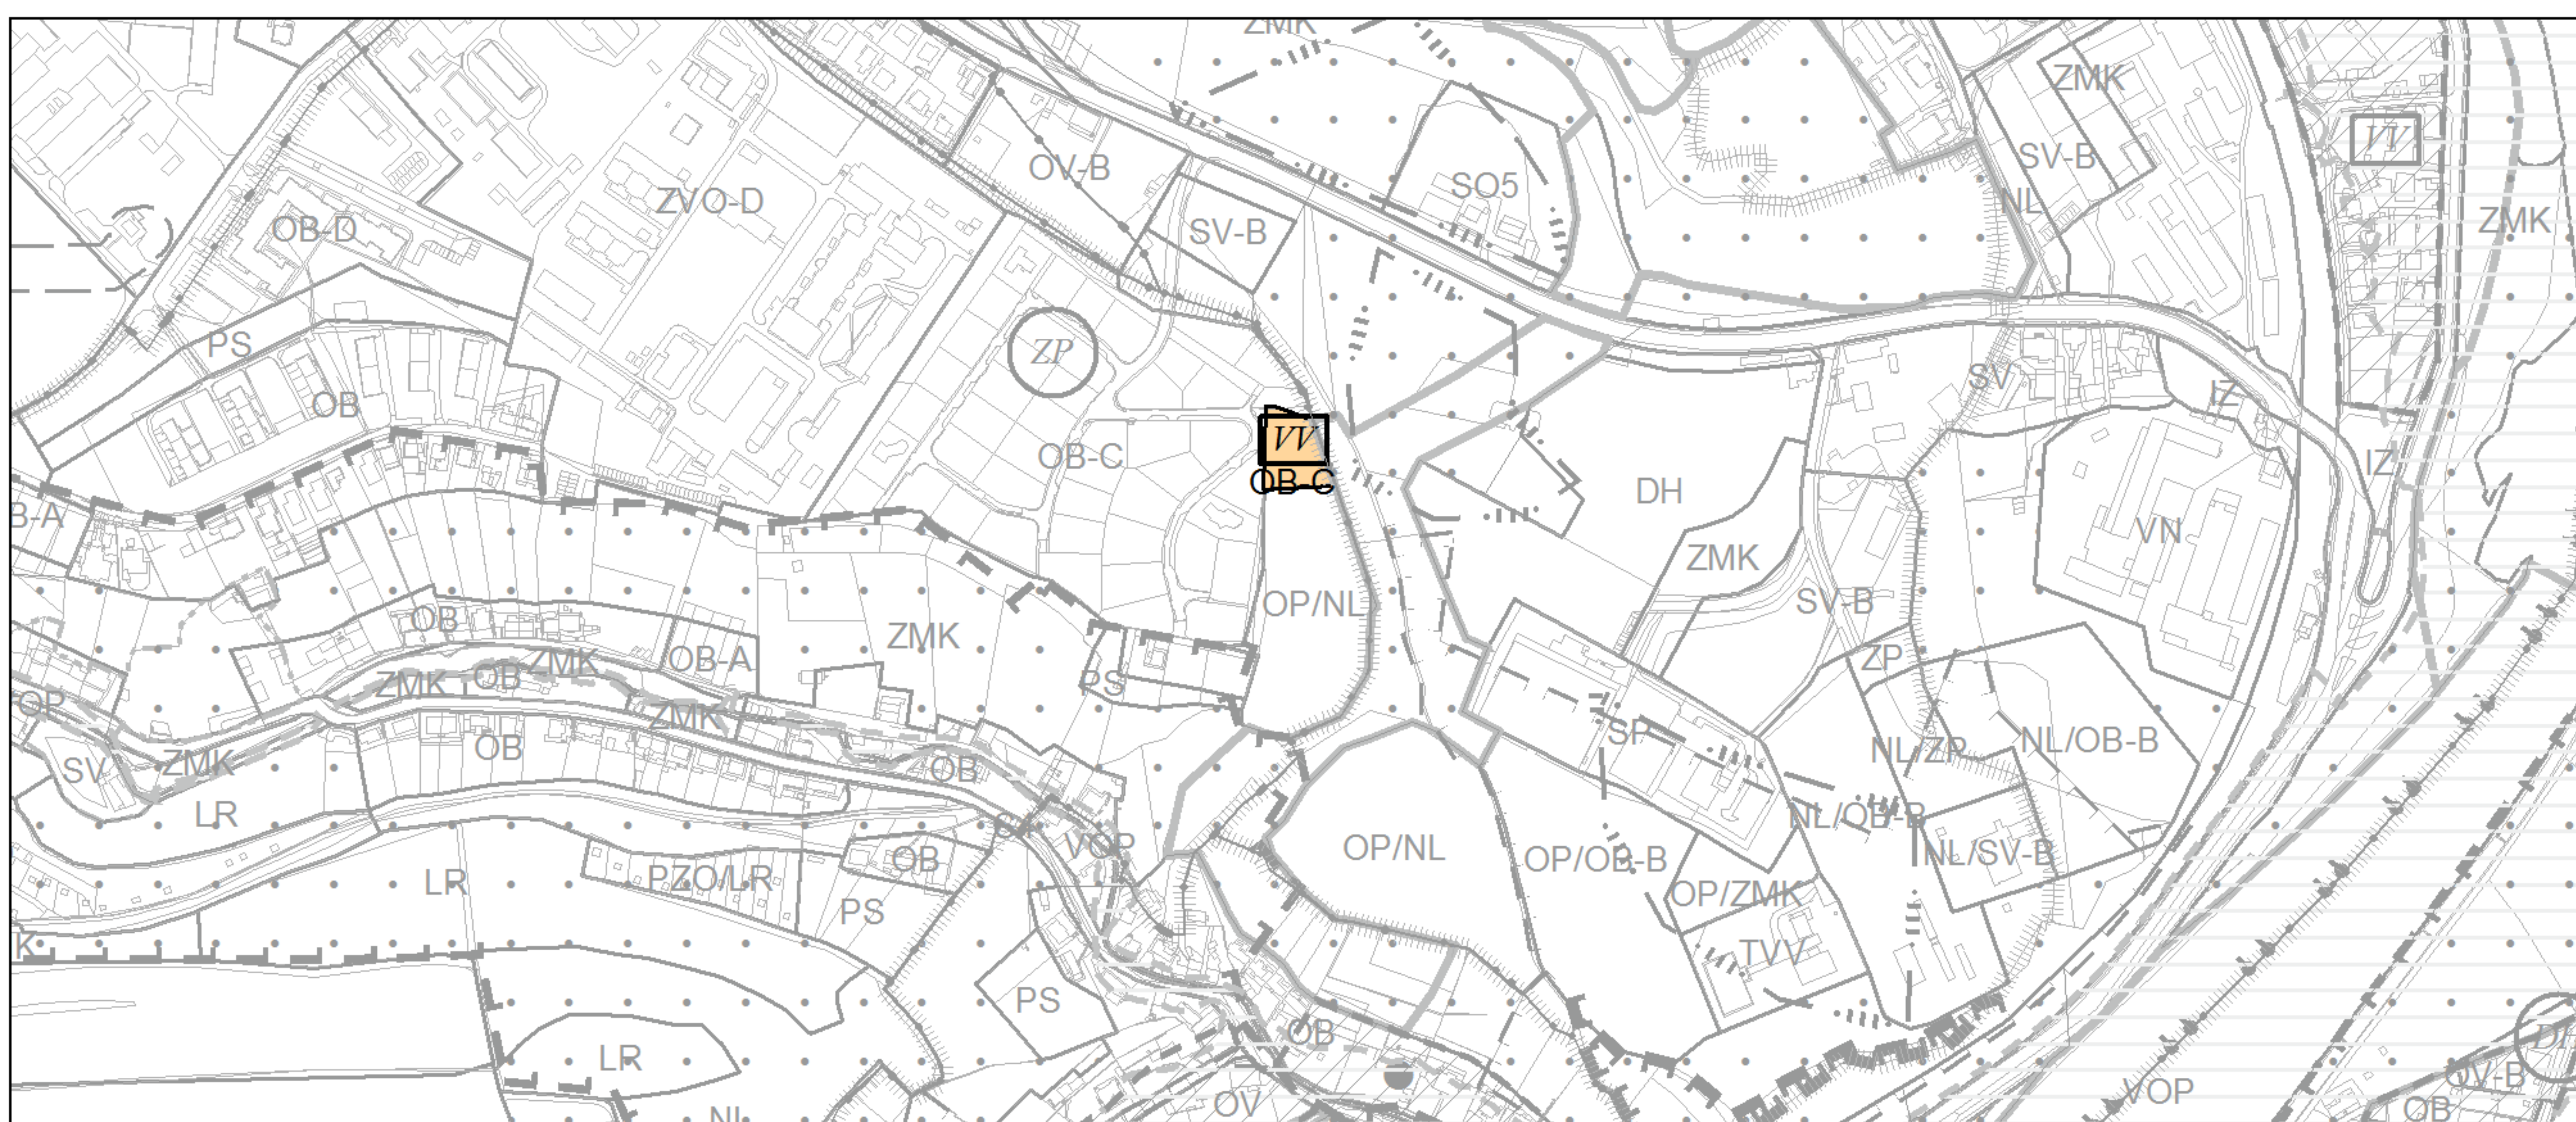 ZMK
ZMK
VV
OV-B
SV-B
SO5
ZVO-D
NL
OB-D
SV-B
ZMK
PS
ZP
SV
IZ
OB
VV
OB-C
OB-C
IZ
DH
B-A
VN
ZMK
OP/NL
SV-B
OB
ZMK
OB-A
ZMK
ZP
OB
ZMK
PS
OP
ZMK
SP
NL/ZP
NL/OB-B
OB
SV
ZMK
OB
LR
NL/OB-B
VOP
OP/NL
OP/OB-B
NL/SV-B
OB
LR
PZO/LR
OP/ZMK
PS
K
TVV
PS
OB
DH
LR
OV-B
VOP
OV
OB
NL